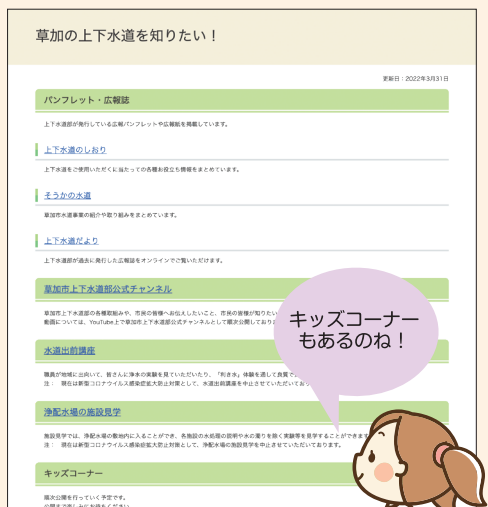 草加の上下水道を知りたい！
更新日：2022年3月31日
パンフレット・広報誌
上下水道部が発行している広報パンフレットや広報紙を掲載しています。
上下水道のしおり
上下水道をご使用いただくに当たっての各種お役立ち情報をまとめています。
そうかの水道
草加市水道事業の紹介や取り組みをまとめています。
上下水道だより
上下水道部が過去に発行した広報誌をオンラインでご覧いただけます。
草加市上下水道部公式チャンネル
草加市上下水道部の各種取組みや、市民の皆様へお伝えしたいこと、市民の皆様が知りたい
動画については、YouTube上で草加市上下水道部公式チャンネルとして順次公開しており
キッズコーナー
もあるのね！
水道出前講座
職員が地域に出向いて、皆さんに浄水の実験を見ていただいたり、「利き水」体験を通して良質で
注：　現在は新型コロナウイルス感染症拡大防止対策として、水道出前講座を中止させていただいてお
浄配水場の施設見学
施設見学では、浄配水場の敷地内に入ることができ、各施設の水処理の説明や水の濁りを除く実験等を見学することができます
注：　現在は新型コロナウイルス感染症拡大防止対策として、浄配水場の施設見学を中止させていただいております。
キッズコーナー
順次公開を行っていく予定です。
公開まで楽しみにお待ちください。